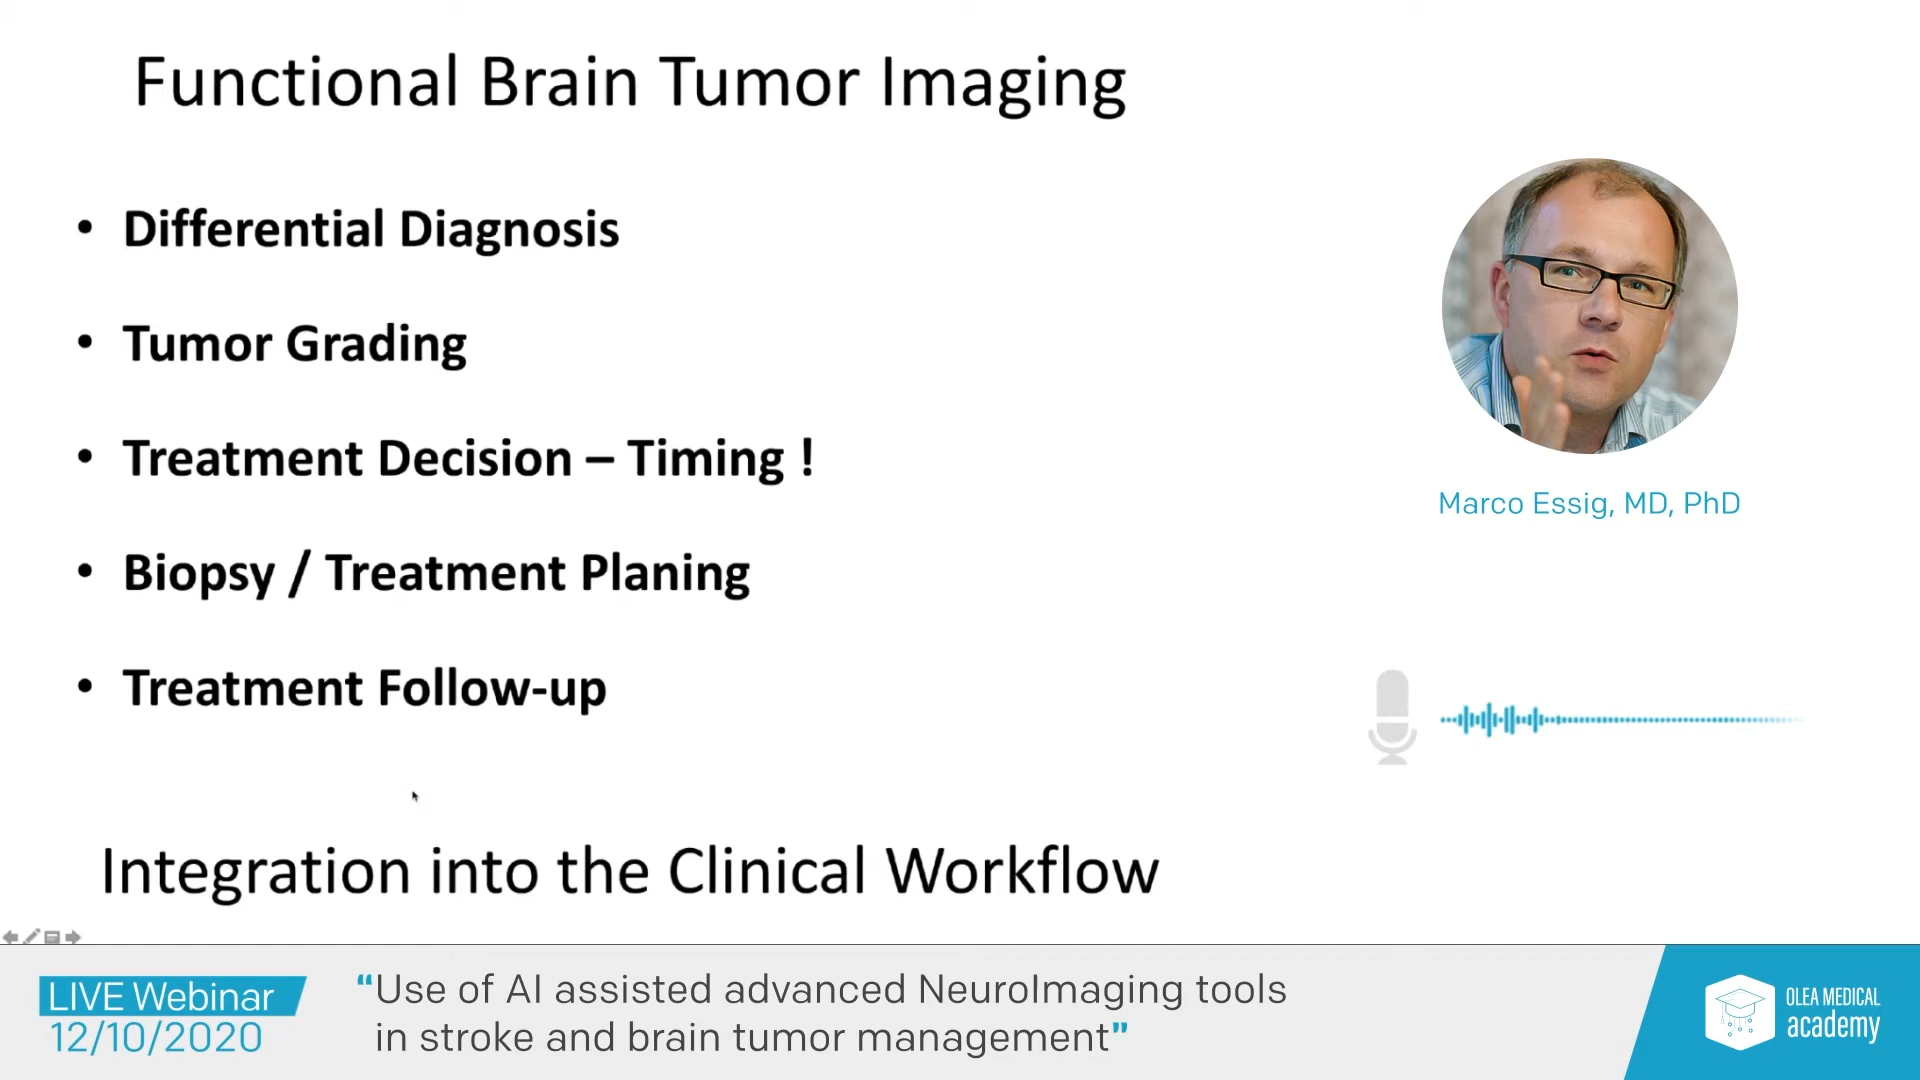 Functional Brain Tumor Imaging
• Differential Diagnosis
• Tumor Grading
• Treatment Decision – Timing !
• Biopsy / Treatment Planing
• Treatment Follow-up
Integration into the Clinical Workflow
Marco Essig, MD, PhD
LIVE Webinar
12/10/2020
“Use of AI assisted advanced NeuroImaging tools
in stroke and brain tumor management”
OLEA MEDICAL
academy